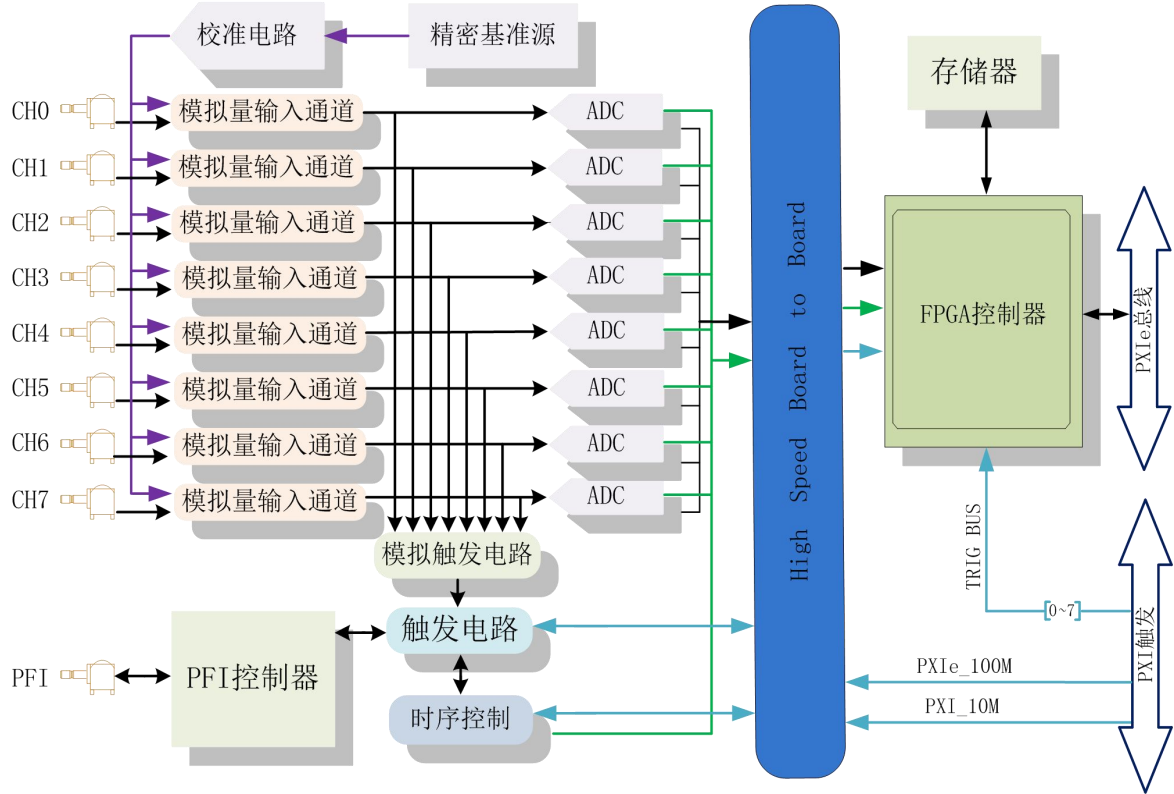 校准电路
精密基准源
存储器
CH0
模拟量输入通道
ADC
CH1
模拟量输入通道
ADC
CH2
模拟量输入通道
ADC
CH3
模拟量输入通道
ADC
CH4
模拟量输入通道
ADC
CH5
模拟量输入通道
ADC
CH6
模拟量输入通道
ADC
CH7
模拟量输入通道
ADC
High Speed Board to Board
FPGA控制器
PXIe总线
模拟触发电路
触发电路
时序控制
PFI
PFI控制器
TRIG BUS
[0~7]
PXI触发
PXIe_100M
PXI_10M